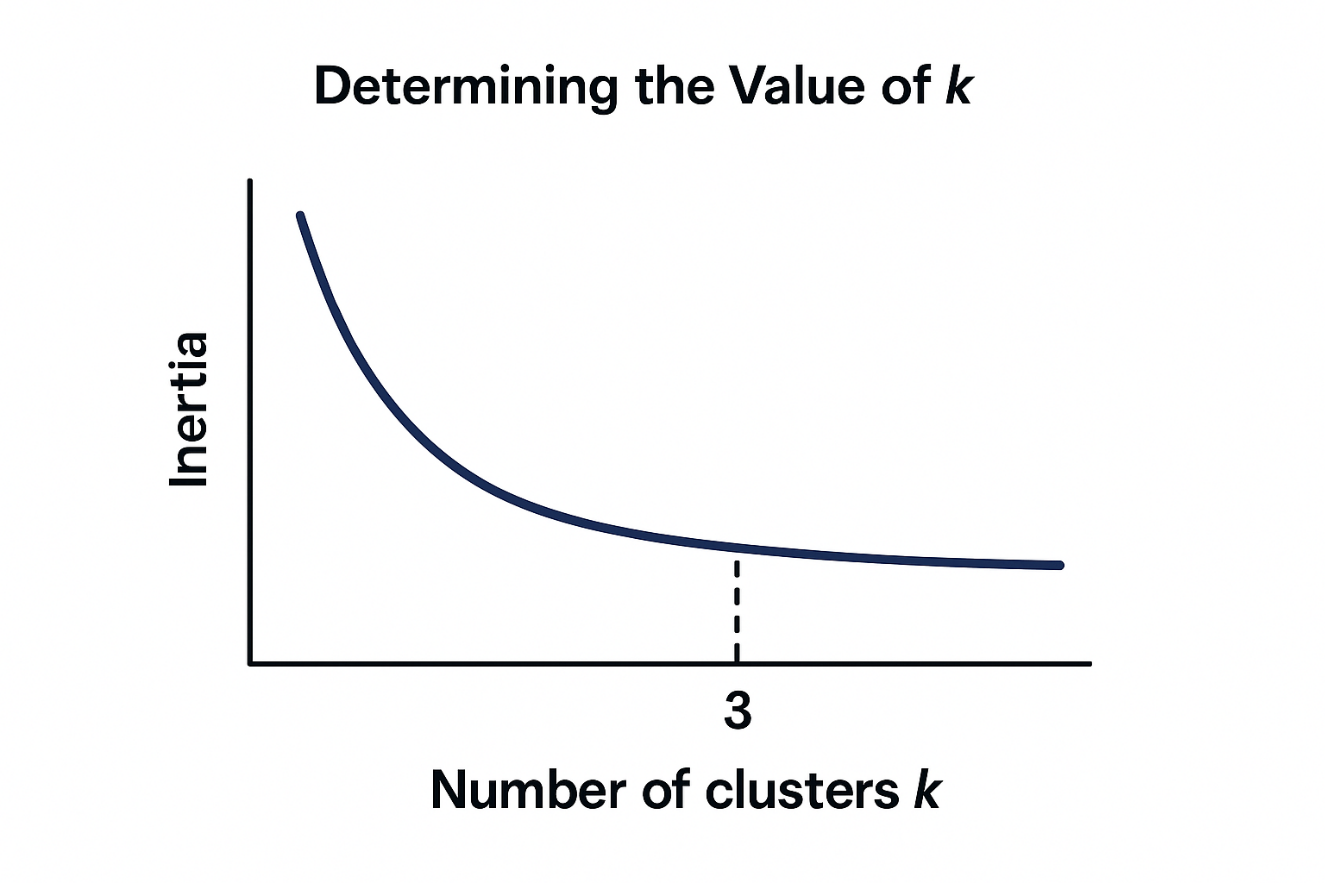 Determining the Value of k
Inertia
3
Number of clusters k